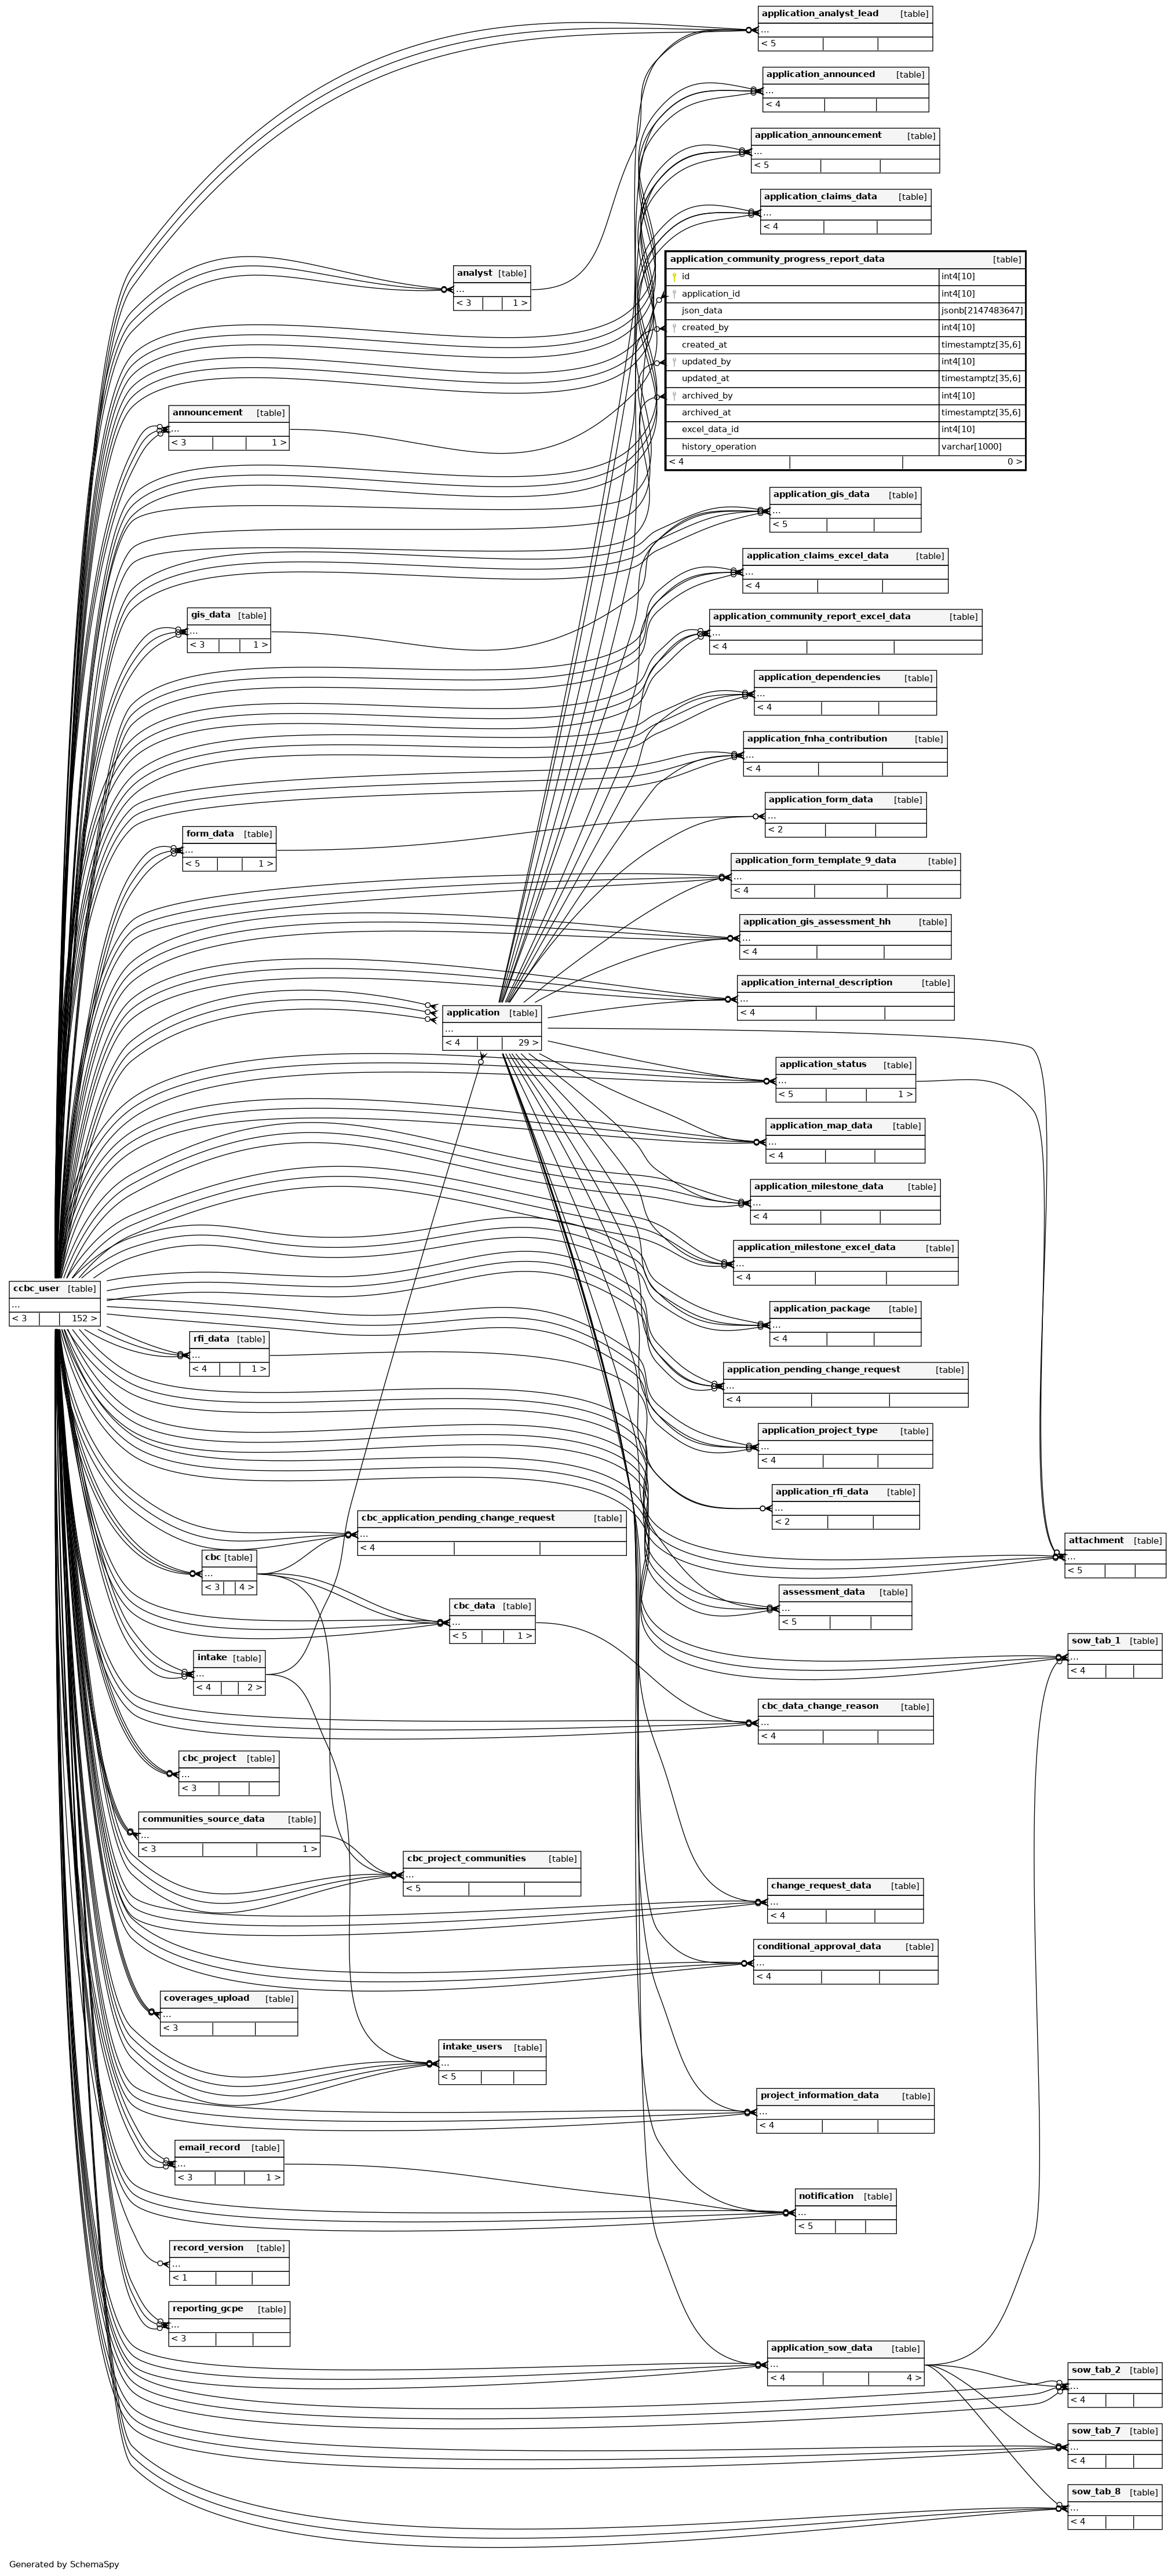 application_analyst_lead [table]
...
< 5
application_announced [table]
...
< 4
application_announcement [table]
...
< 5
application_claims_data [table]
...
< 4
application_community_progress_report_data [table]
id int4[10]
application_id int4[10]
json_data jsonb[2147483647]
created_by int4[10]
created_at timestamptz[35,6]
updated_by int4[10]
updated_at timestamptz[35,6]
archived_by int4[10]
archived_at timestamptz[35,6]
excel_data_id int4[10]
history_operation varchar[1000]
< 4 0 >
analyst [table]
...
< 3 1 >
announcement [table]
...
< 3 1 >
application_gis_data [table]
...
< 5
application_claims_excel_data [table]
...
< 4
gis_data [table]
...
< 3 1 >
application_community_report_excel_data [table]
...
< 4
application_dependencies [table]
...
< 4
application_fnha_contribution [table]
...
< 4
application_form_data [table]
...
< 2
form_data [table]
...
< 5 1 >
application_form_template_9_data [table]
...
< 4
application_gis_assessment_hh [table]
...
< 4
application_internal_description [table]
...
< 4
application [table]
...
< 4 29 >
application_status [table]
...
< 5 1 >
application_map_data [table]
...
< 4
application_milestone_data [table]
...
< 4
application_milestone_excel_data [table]
...
< 4
ccbc_user [table]
...
< 3 152 >
application_package [table]
...
< 4
rfi_data [table]
...
< 4 1 >
application_pending_change_request [table]
...
< 4
application_project_type [table]
...
< 4
application_rfi_data [table]
...
< 2
cbc_application_pending_change_request [table]
...
< 4
attachment [table]
...
< 5
cbc [table]
...
< 3 4 >
assessment_data [table]
...
< 5
cbc_data [table]
...
< 5 1 >
sow_tab_1 [table]
...
< 4
intake [table]
...
< 4 2 >
cbc_data_change_reason [table]
...
< 4
cbc_project [table]
...
< 3
communities_source_data [table]
...
< 3 1 >
cbc_project_communities [table]
...
< 5
change_request_data [table]
...
< 4
conditional_approval_data [table]
...
< 4
coverages_upload [table]
...
< 3
intake_users [table]
...
< 5
project_information_data [table]
...
< 4
email_record [table]
...
< 3 1 >
notification [table]
...
< 5
record_version [table]
...
< 1
reporting_gcpe [table]
...
< 3
application_sow_data [table]
...
< 4 4 >
sow_tab_2 [table]
...
< 4
sow_tab_7 [table]
...
< 4
sow_tab_8 [table]
...
< 4
Generated by SchemaSpy